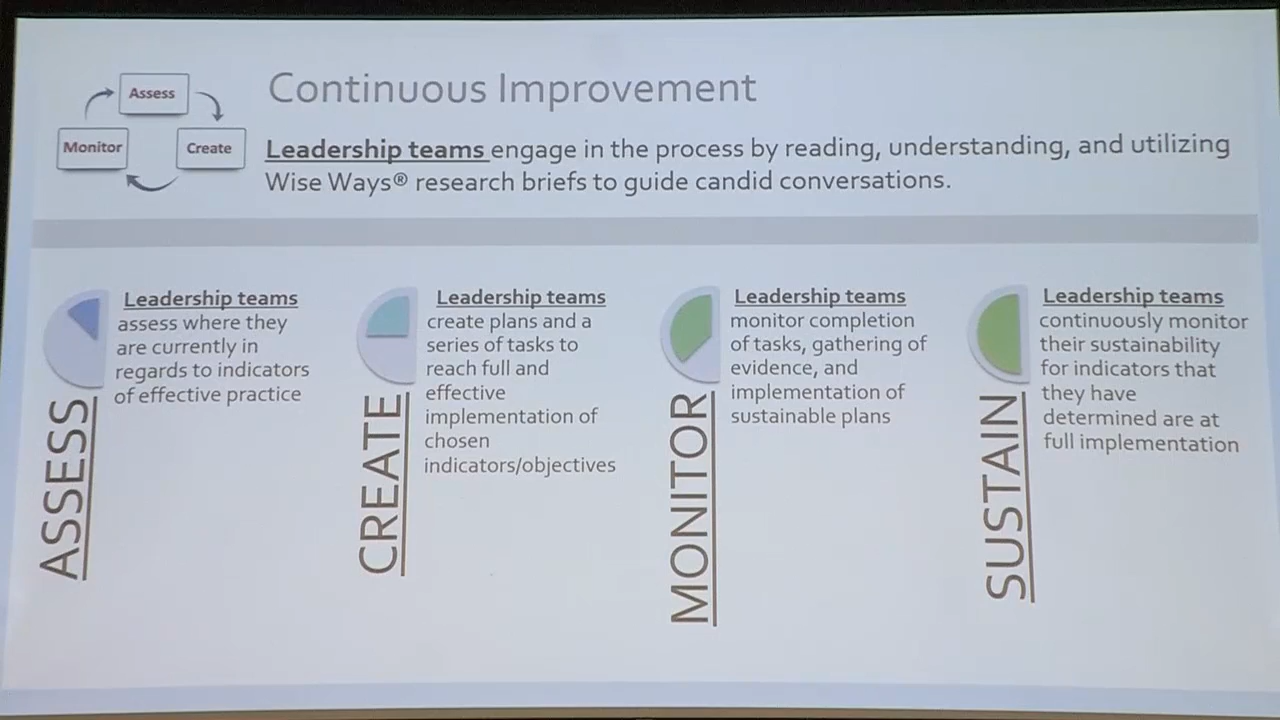 Continuous Improvement
Assess
Monitor
Create
Leadership teams engage in the process by reading, understanding, and utilizing
Wise Ways® research briefs to guide candid conversations.
ASSESS
Leadership teams
assess where they
are currently in
regards to indicators
of effective practice
CREATE
Leadership teams
create plans and a
series of tasks to
reach full and
effective
implementation of
chosen
indicators/objectives
MONITOR
Leadership teams
monitor completion
of tasks, gathering of
evidence, and
implementation of
sustainable plans
SUSTAIN
Leadership teams
continuously monitor
their sustainability
for indicators that
they have
determined are at
full implementation